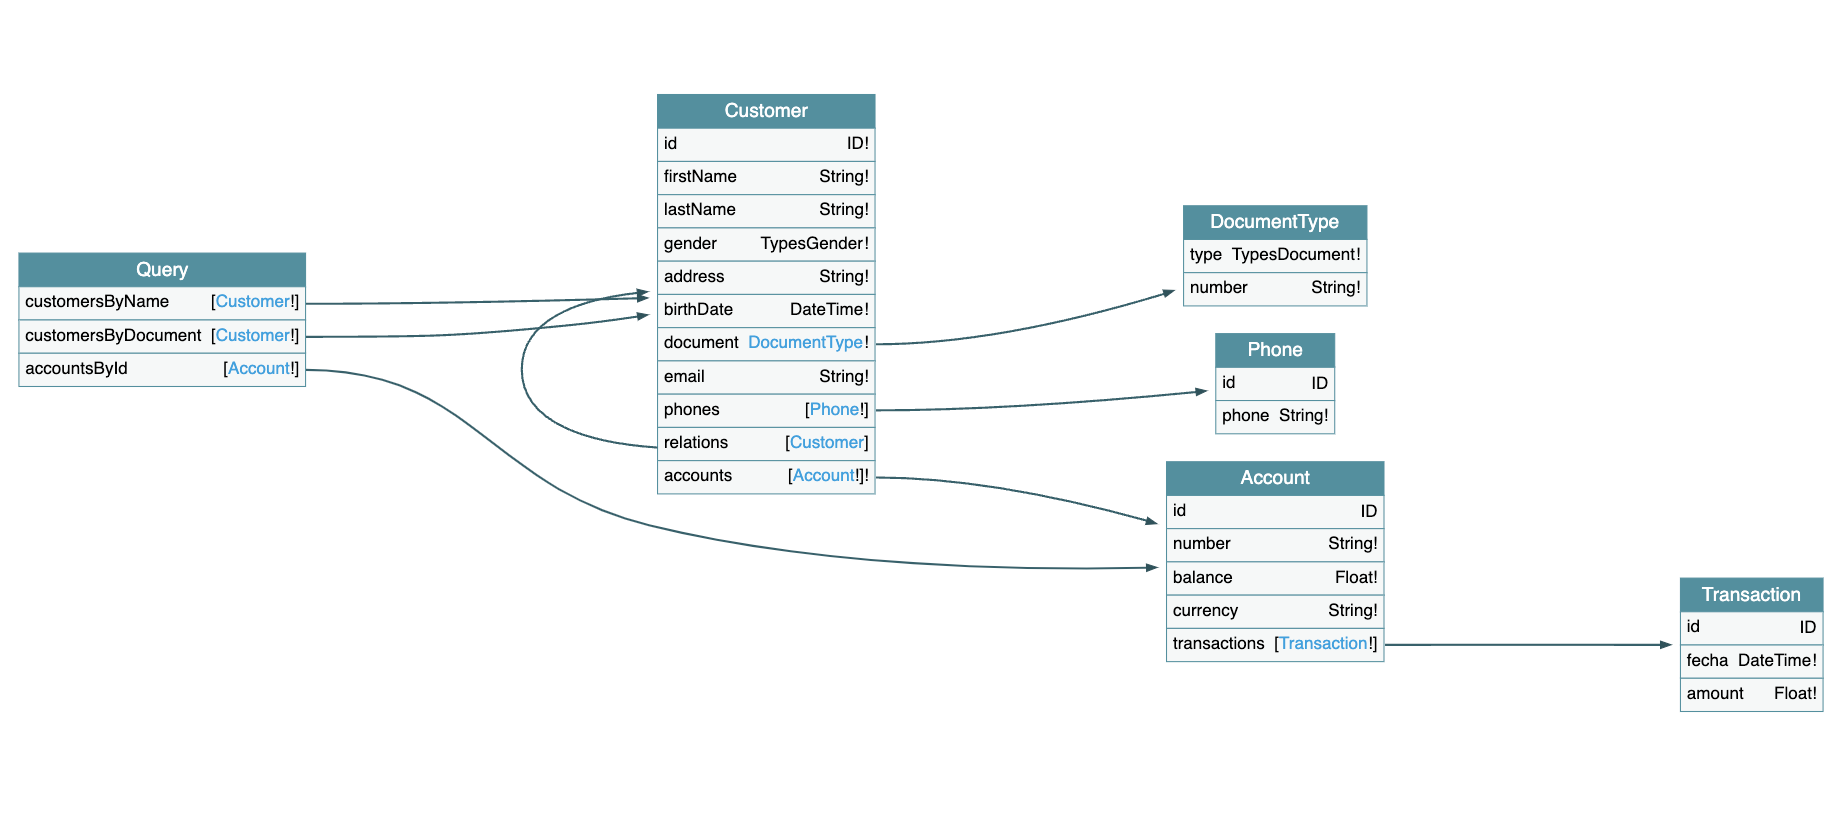 Query
customersByName [Customer!]
customersByDocument [Customer!]
accountsById [Account!]
Customer
id ID!
firstName String!
lastName String!
gender TypesGender!
address String!
birthDate DateTime!
document DocumentType!
email String!
phones [Phone!]
relations [Customer]
accounts [Account!]!
DocumentType
type TypesDocument!
number String!
Phone
id ID
phone String!
Account
id ID
number String!
balance Float!
currency String!
transactions [Transaction!]
Transaction
id ID
fecha DateTime!
amount Float!